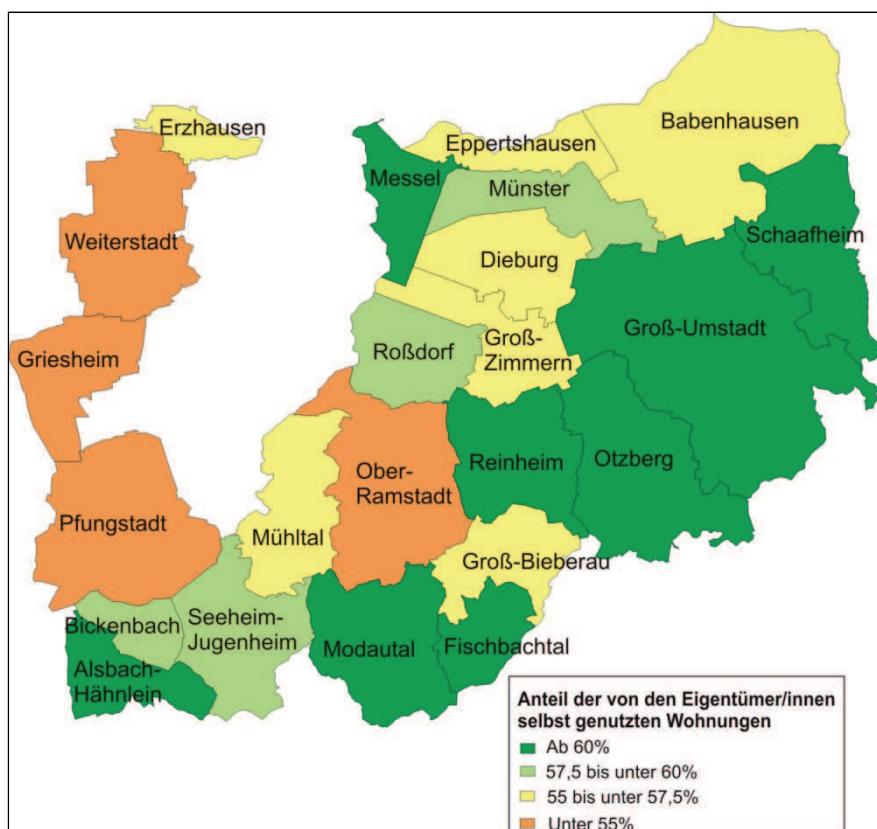 Babenhausen
Erzhausen
Eppertshausen
Messel
Münster
Schaafheim
Weiterstadt
Dieburg
Groß-Umstadt
Griesheim
Roßdorf
Groß-
Zimmern
Reinheim
Otzberg
Ober-
Ramstadt
Pfungstadt
Mühltal
Groß-Bieberau
Bickenbach
Seeheim-
Jugenheim
Modautal
Fischbachtal
Alsbach-
Hähnlein
Anteil der von den Eigentümer/innen
selbst genutzten Wohnungen
Ab 60%
57,5 bis unter 60%
55 bis unter 57,5%
Unter 55%